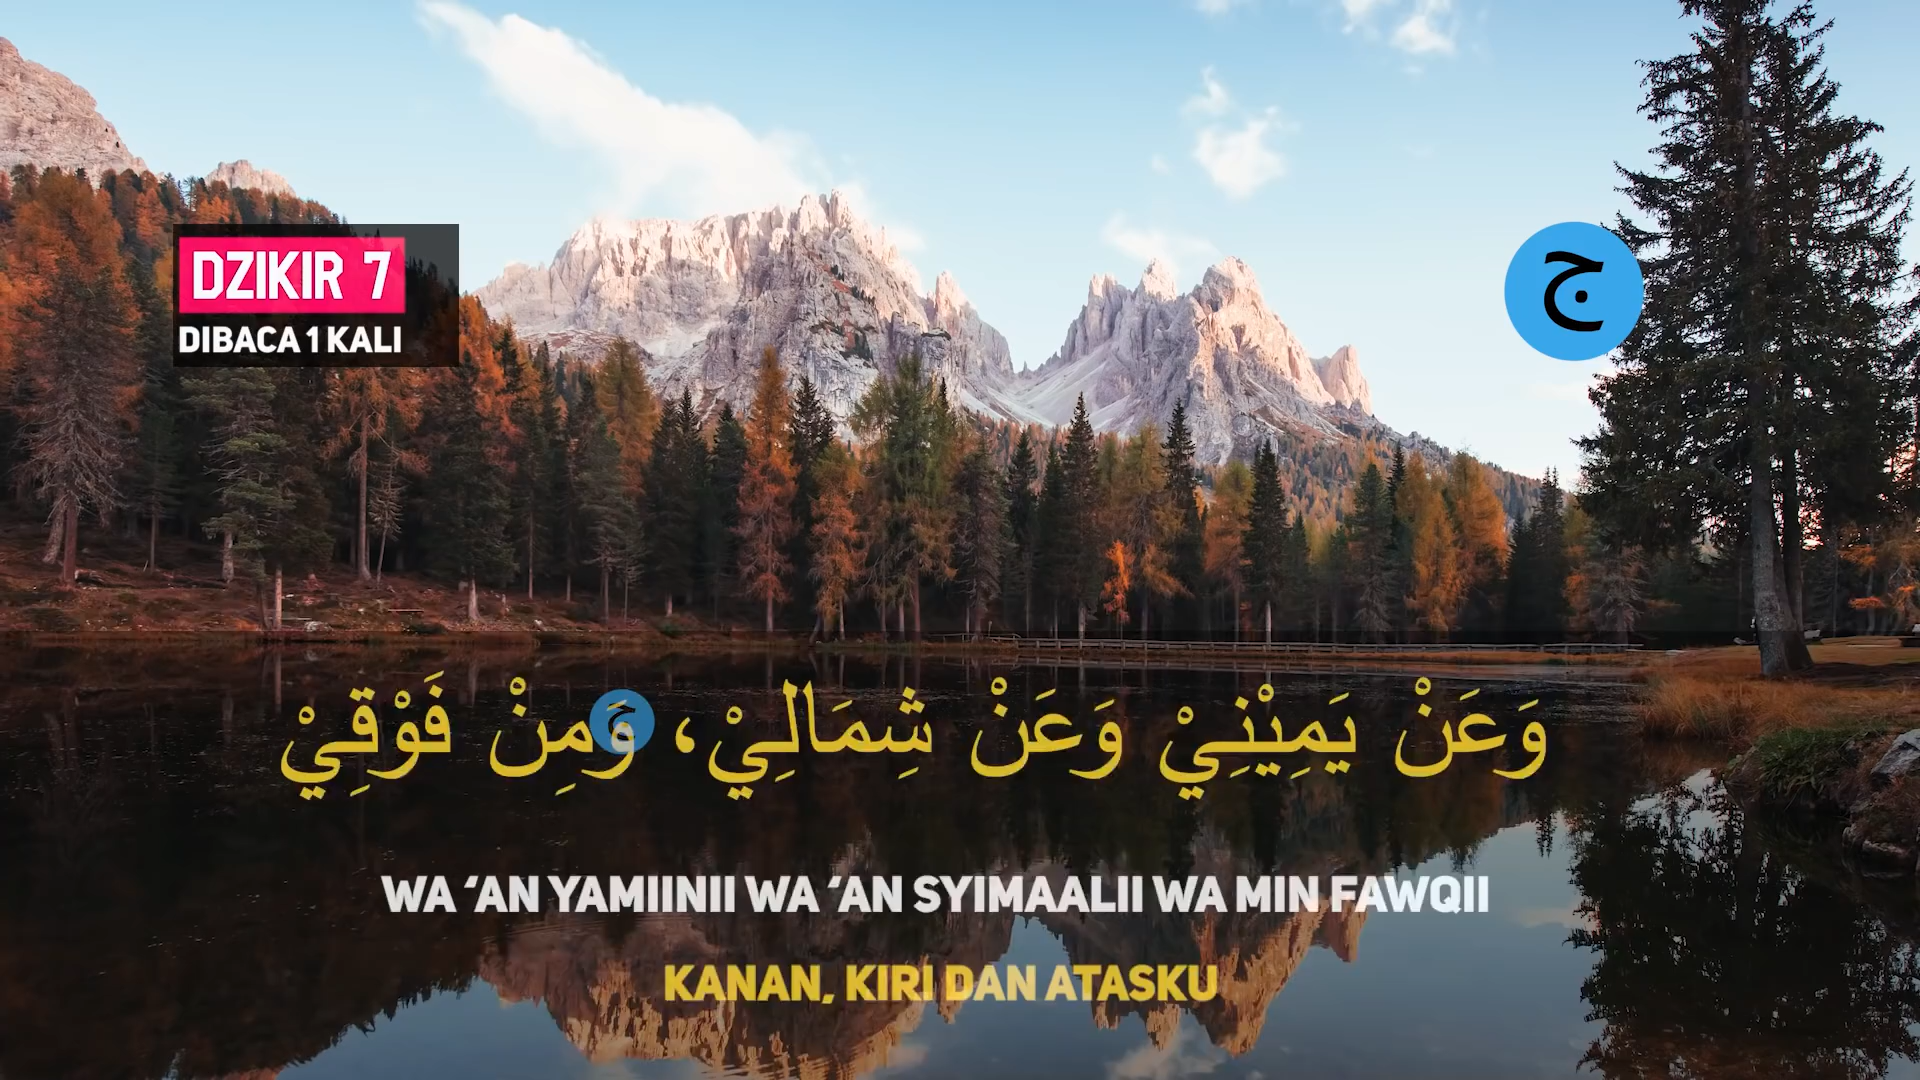 DZIKIR 7
DIBACA 1 KALI
ج
وَعَنْ يَمِيْنِيْ وَعَنْ شِمَالِيْ، وَمِنْ فَوْقِيْ
ج
WA ‘AN YAMIINII WA ‘AN SYIMAALII WA MIN FAWQII
KANAN, KIRI DAN ATASKU